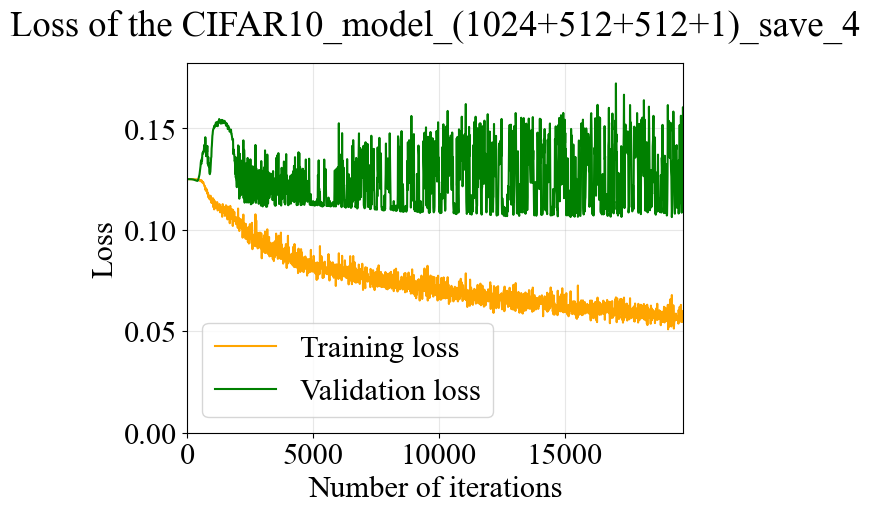 Loss of the CIFAR10_model_(1024+512+512+1)_save_4
0.15
0.10
0.05
0.00
Loss
Training loss
Validation loss
0 5000 10000 15000
Number of iterations